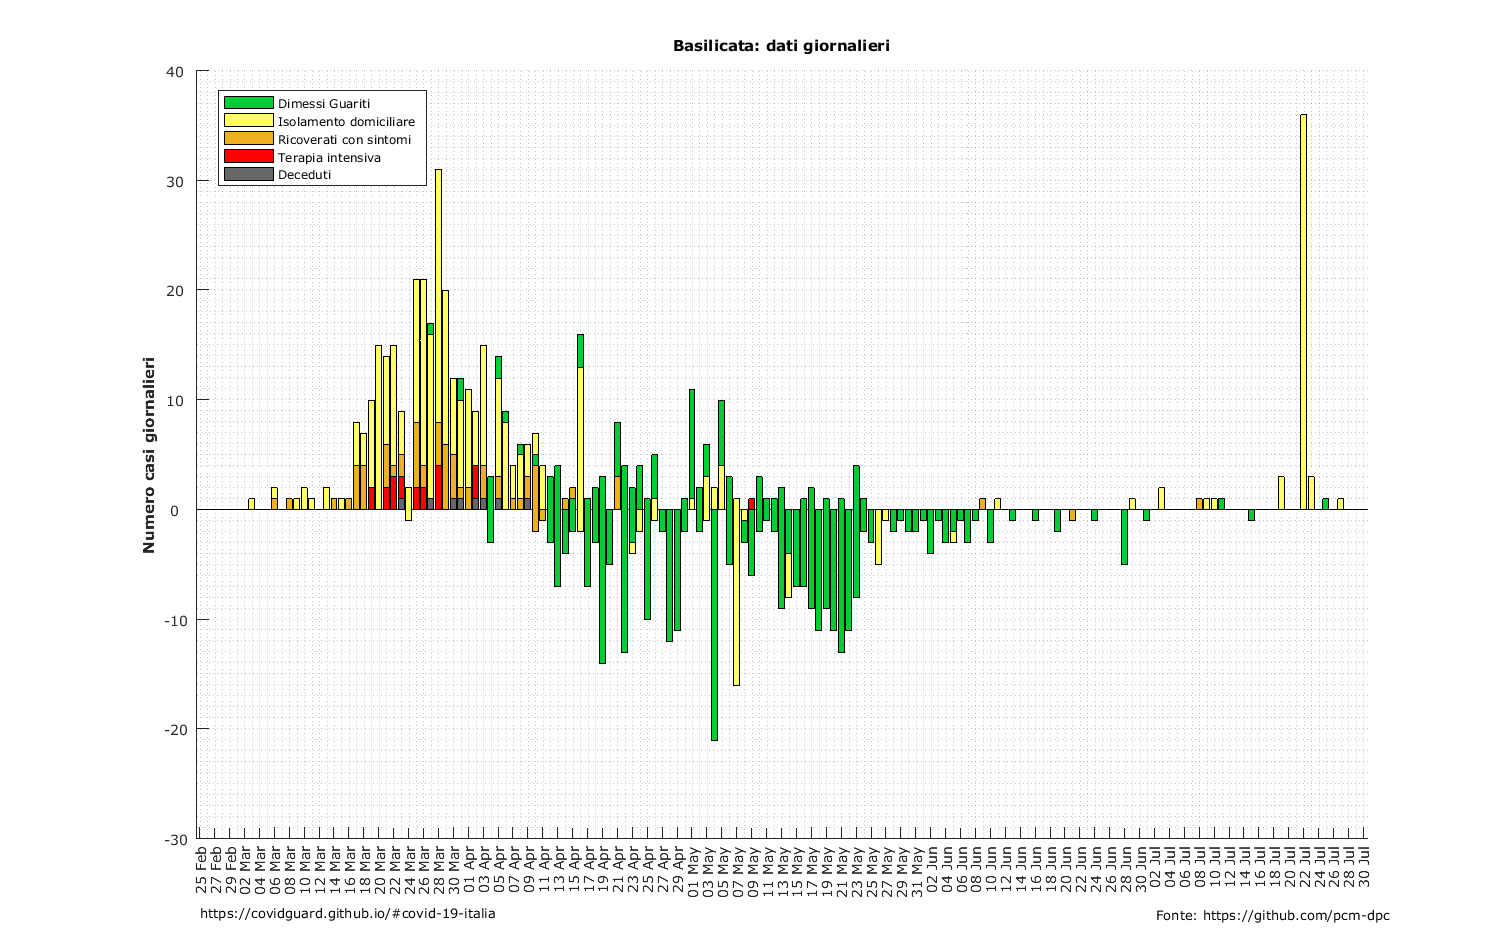 Basilicata: dati giornalieri
40
30
20
10
0
-10
-20
-30
Numero casi giornalieri
Dimessi Guariti
Isolamento domiciliare
Ricoverati con sintomi
Terapia intensiva
Deceduti
25 Feb
27 Feb
29 Feb
02 Mar
04 Mar
06 Mar
08 Mar
10 Mar
12 Mar
14 Mar
16 Mar
18 Mar
20 Mar
22 Mar
24 Mar
26 Mar
28 Mar
30 Mar
01 Apr
03 Apr
05 Apr
07 Apr
09 Apr
11 Apr
13 Apr
15 Apr
17 Apr
19 Apr
21 Apr
23 Apr
25 Apr
27 Apr
29 Apr
01 May
03 May
05 May
07 May
09 May
11 May
13 May
15 May
17 May
19 May
21 May
23 May
25 May
27 May
29 May
31 May
02 Jun
04 Jun
06 Jun
08 Jun
10 Jun
12 Jun
14 Jun
16 Jun
18 Jun
20 Jun
22 Jun
24 Jun
26 Jun
28 Jun
30 Jun
02 Jul
04 Jul
06 Jul
08 Jul
10 Jul
12 Jul
14 Jul
16 Jul
18 Jul
20 Jul
22 Jul
24 Jul
26 Jul
28 Jul
30 Jul
https://covidguard.github.io/#covid-19-italia
Fonte: https://github.com/pcm-dpc